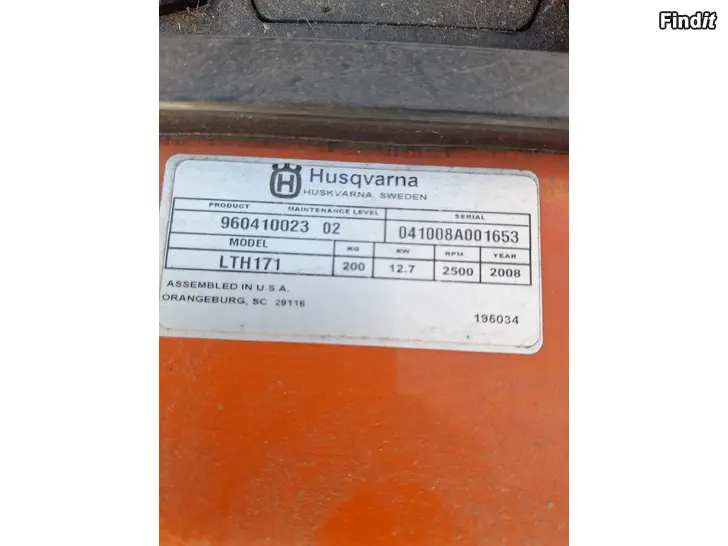 Findit
Husqvarna
HUSKVARNA, SWEDEN
PRODUCT MAINTENANCE LEVEL SERIAL
960410023 02 041008A001653
MODEL KG KW RPM YEAR
LTH171 200 12.7 2500 2008
ASSEMBLED IN U.S.A.
ORANGEBURG, SC 29116
195034